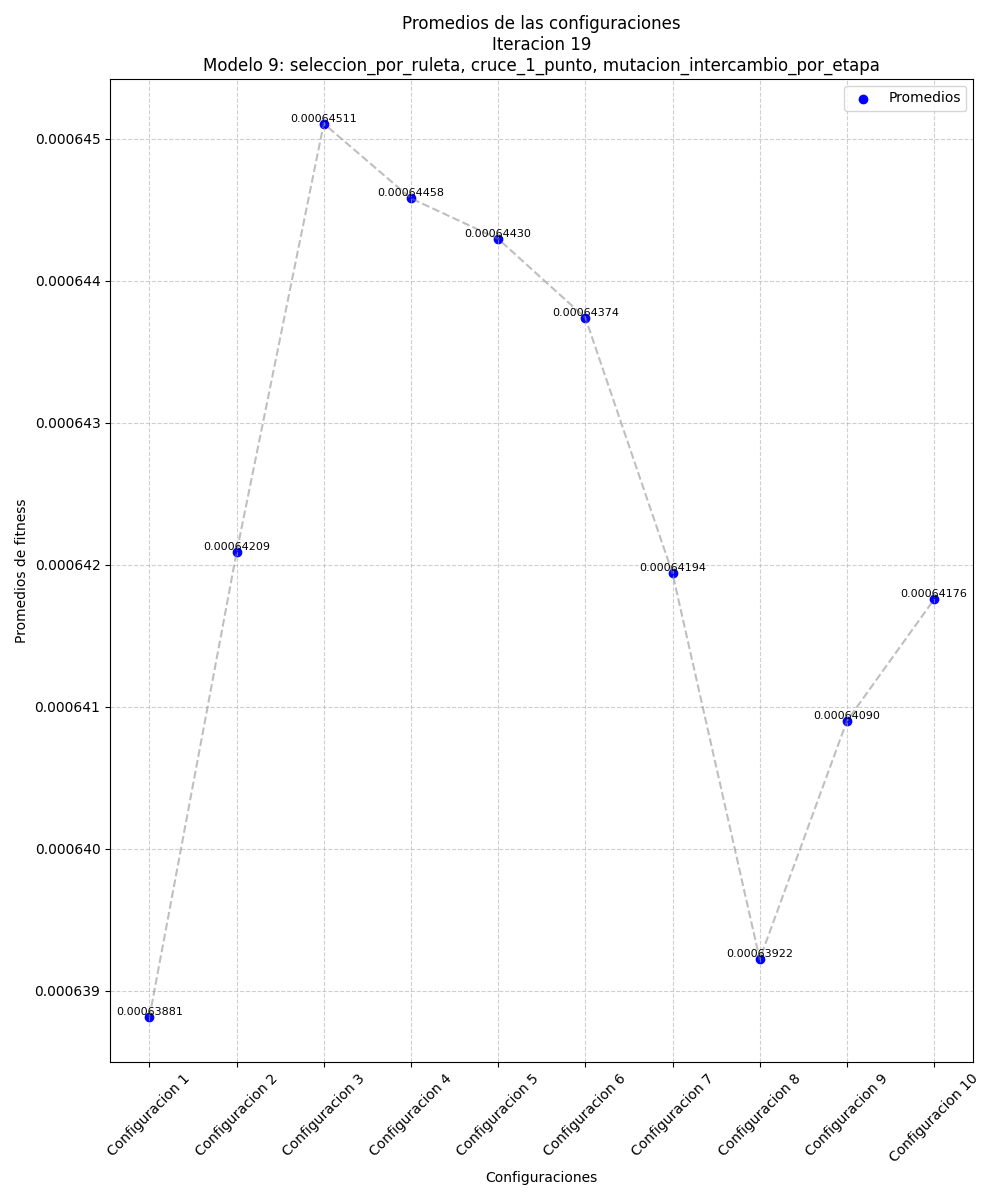 Promedios de las configuraciones
Iteracion 19
Modelo 9: seleccion_por_ruleta, cruce_1_punto, mutacion_intercambio_por_etapa
Promedios
0.000645
0.000644
0.000643
0.000642
0.000641
0.000640
0.000639
Promedios de fitness
0.00063881
0.00064209
0.00064511
0.00064458
0.00064430
0.00064374
0.00064194
0.00063922
0.00064090
0.00064176
Configuracion 1
Configuracion 2
Configuracion 3
Configuracion 4
Configuracion 5
Configuracion 6
Configuracion 7
Configuracion 8
Configuracion 9
Configuracion 10
Configuraciones